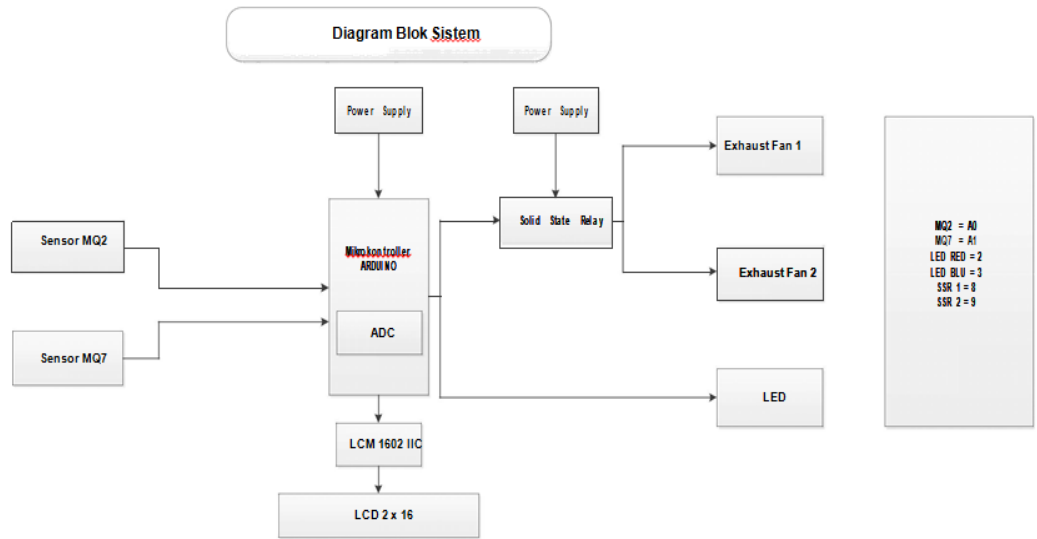 Diagram Blok Sistem
Power Supply
Power Supply
Exhaust Fan 1
Sensor MQ2
Mikrokontroller
ARDUINO
ADC
Solid State Relay
Exhaust Fan 2
Sensor MQ7
LED
LCM 1602 IIC
LCD 2 x 16
MQ2 = A0
MQ7 = A1
LED RED = 2
LED BLU = 3
SSR 1 = 8
SSR 2 = 9